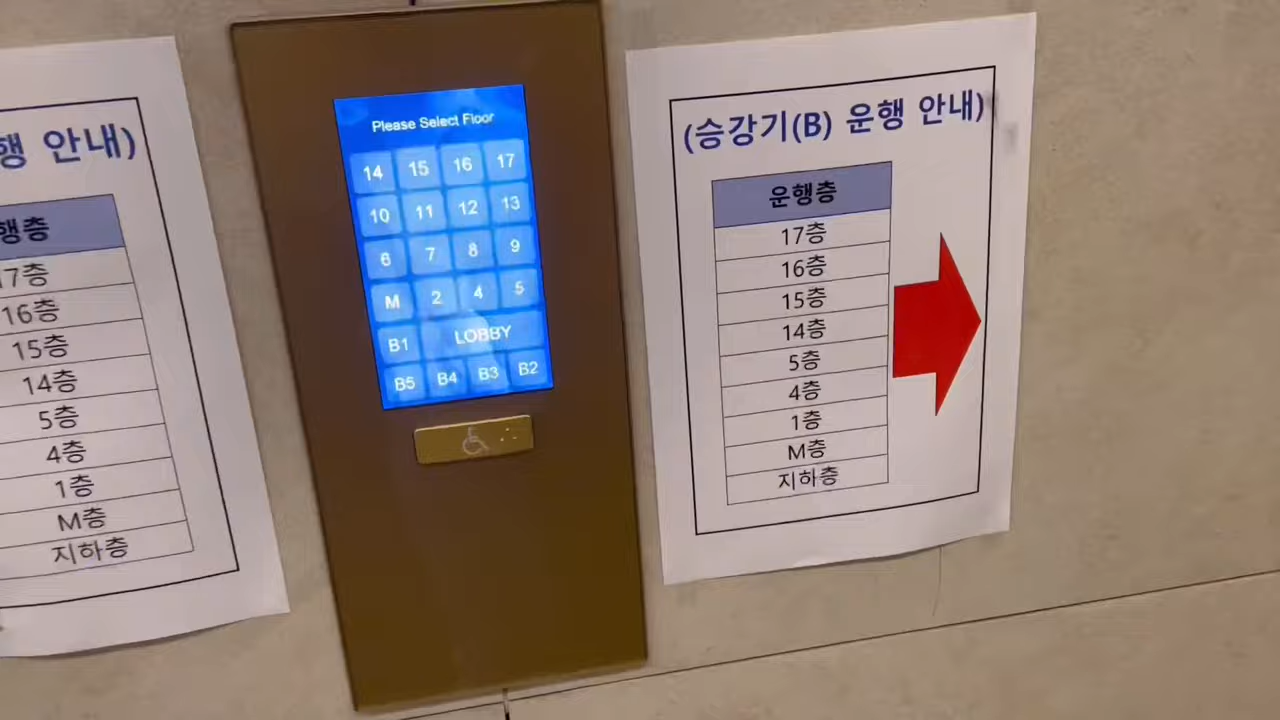 행 안내)
행층
17층
16층
15층
14층
5층
4층
1층
M층
지하층
Please Select Floor
14 15 16 17
10 11 12 13
6 7 8 9
M 2 4 5
B1 LOBBY
B5 B4 B3 B2
(승강기(B) 운행 안내)
운행층
17층
16층
15층
14층
5층
4층
1층
M층
지하층